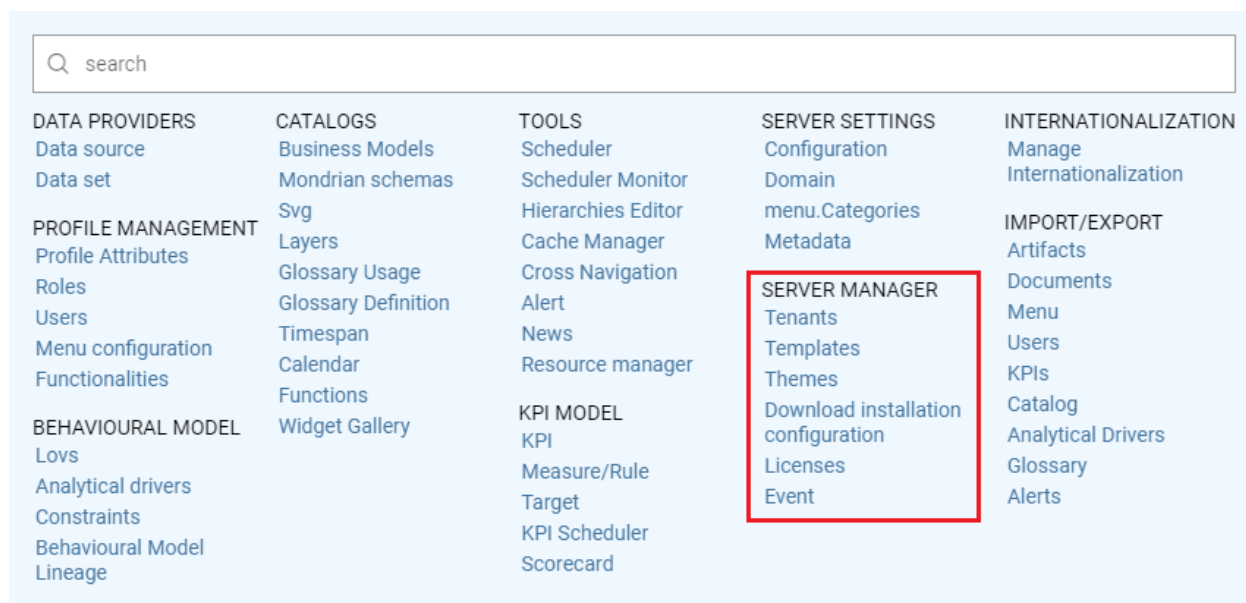 search
DATA PROVIDERS
Data source
Data set
PROFILE MANAGEMENT
Profile Attributes
Roles
Users
Menu configuration
Functionalities
BEHAVIOURAL MODEL
Lovs
Analytical drivers
Constraints
Behavioural Model
Lineage
CATALOGS
Business Models
Mondrian schemas
Svg
Layers
Glossary Usage
Glossary Definition
Timespan
Calendar
Functions
Widget Gallery
TOOLS
Scheduler
Scheduler Monitor
Hierarchies Editor
Cache Manager
Cross Navigation
Alert
News
Resource manager
KPI MODEL
KPI
Measure/Rule
Target
KPI Scheduler
Scorecard
SERVER SETTINGS
Configuration
Domain
menu.Categories
Metadata
SERVER MANAGER
Tenants
Templates
Themes
Download installation
configuration
Licenses
Event
INTERNATIONALIZATION
Manage
Internationalization
IMPORT/EXPORT
Artifacts
Documents
Menu
Users
KPIs
Catalog
Analytical Drivers
Glossary
Alerts